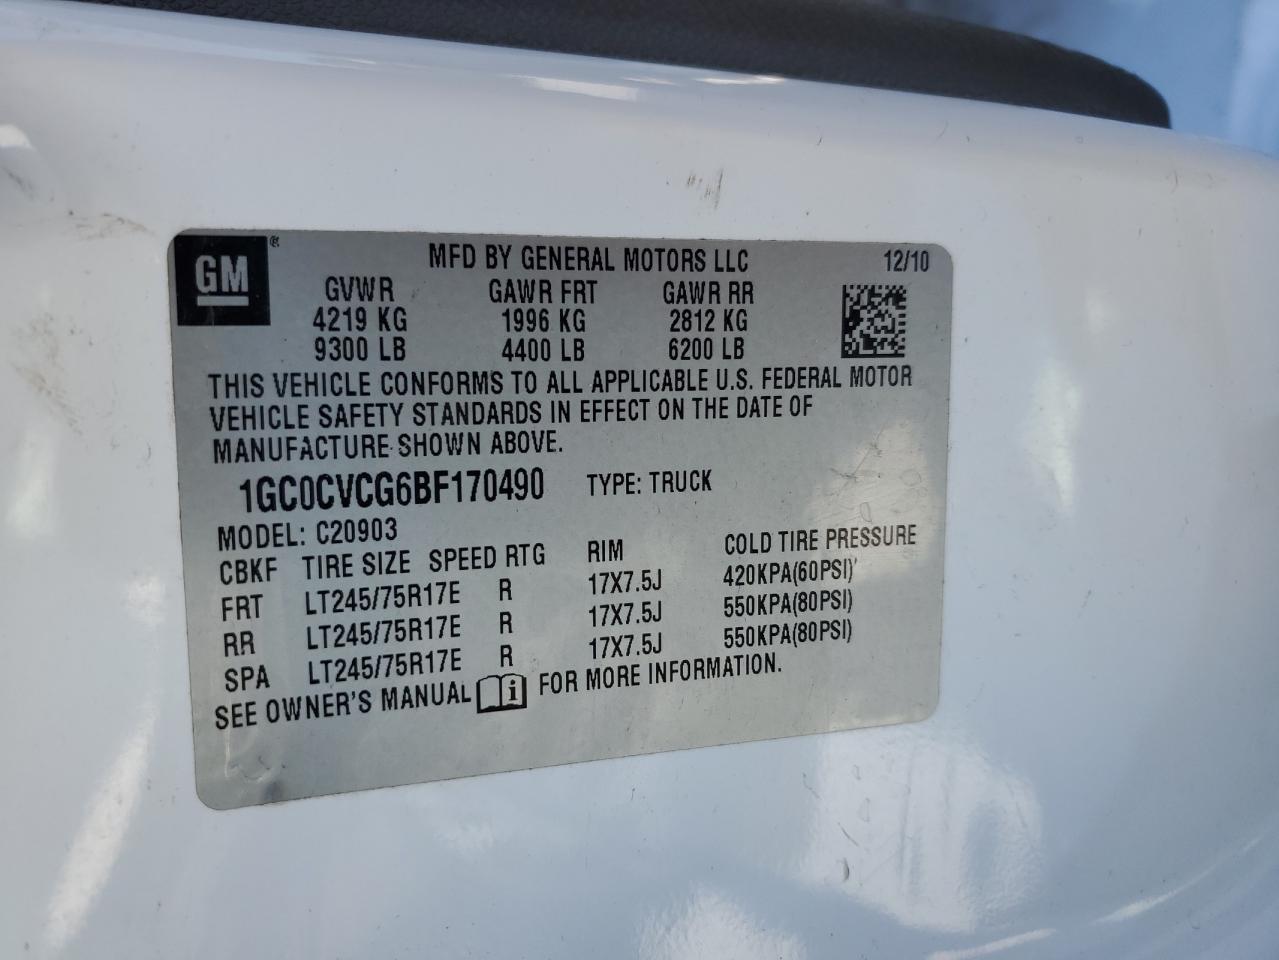 GM ® MFD BY GENERAL MOTORS LLC 12/10
GVWR GAWR FRT GAWR RR
4219 KG 1996 KG 2812 KG
9300 LB 4400 LB 6200 LB
THIS VEHICLE CONFORMS TO ALL APPLICABLE U.S. FEDERAL MOTOR
VEHICLE SAFETY STANDARDS IN EFFECT ON THE DATE OF
MANUFACTURE SHOWN ABOVE.
1GC0CVCG6BF170490 TYPE: TRUCK
MODEL: C20903
CBKF TIRE SIZE SPEED RTG RIM COLD TIRE PRESSURE
FRT LT245/75R17E R 17X7.5J 420KPA(60PSI)
RR LT245/75R17E R 17X7.5J 550KPA(80PSI)
SPA LT245/75R17E R 17X7.5J 550KPA(80PSI)
SEE OWNER'S MANUAL i FOR MORE INFORMATION.